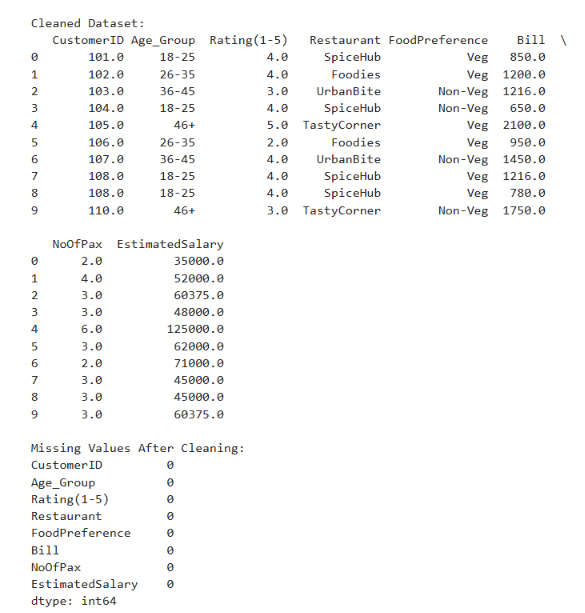 Cleaned Dataset:
   CustomerID Age_Group  Rating(1-5)   Restaurant FoodPreference    Bill  \
0       101.0     18-25          4.0     SpiceHub            Veg   850.0
1       102.0     26-35          4.0      Foodies            Veg  1200.0
2       103.0     36-45          3.0    UrbanBite        Non-Veg  1216.0
3       104.0     18-25          4.0     SpiceHub        Non-Veg   650.0
4       105.0       46+          5.0  TastyCorner            Veg  2100.0
5       106.0     26-35          2.0      Foodies            Veg   950.0
6       107.0     36-45          4.0    UrbanBite        Non-Veg  1450.0
7       108.0     18-25          4.0     SpiceHub            Veg  1216.0
8       108.0     18-25          4.0     SpiceHub            Veg   780.0
9       110.0       46+          3.0  TastyCorner        Non-Veg  1750.0

   NoOfPax  EstimatedSalary
0      2.0          35000.0
1      4.0          52000.0
2      3.0          60375.0
3      3.0          48000.0
4      6.0         125000.0
5      3.0          62000.0
6      2.0          71000.0
7      3.0          45000.0
8      3.0          45000.0
9      3.0          60375.0

Missing Values After Cleaning:
CustomerID         0
Age_Group          0
Rating(1-5)        0
Restaurant         0
FoodPreference     0
Bill               0
NoOfPax            0
EstimatedSalary    0
dtype: int64